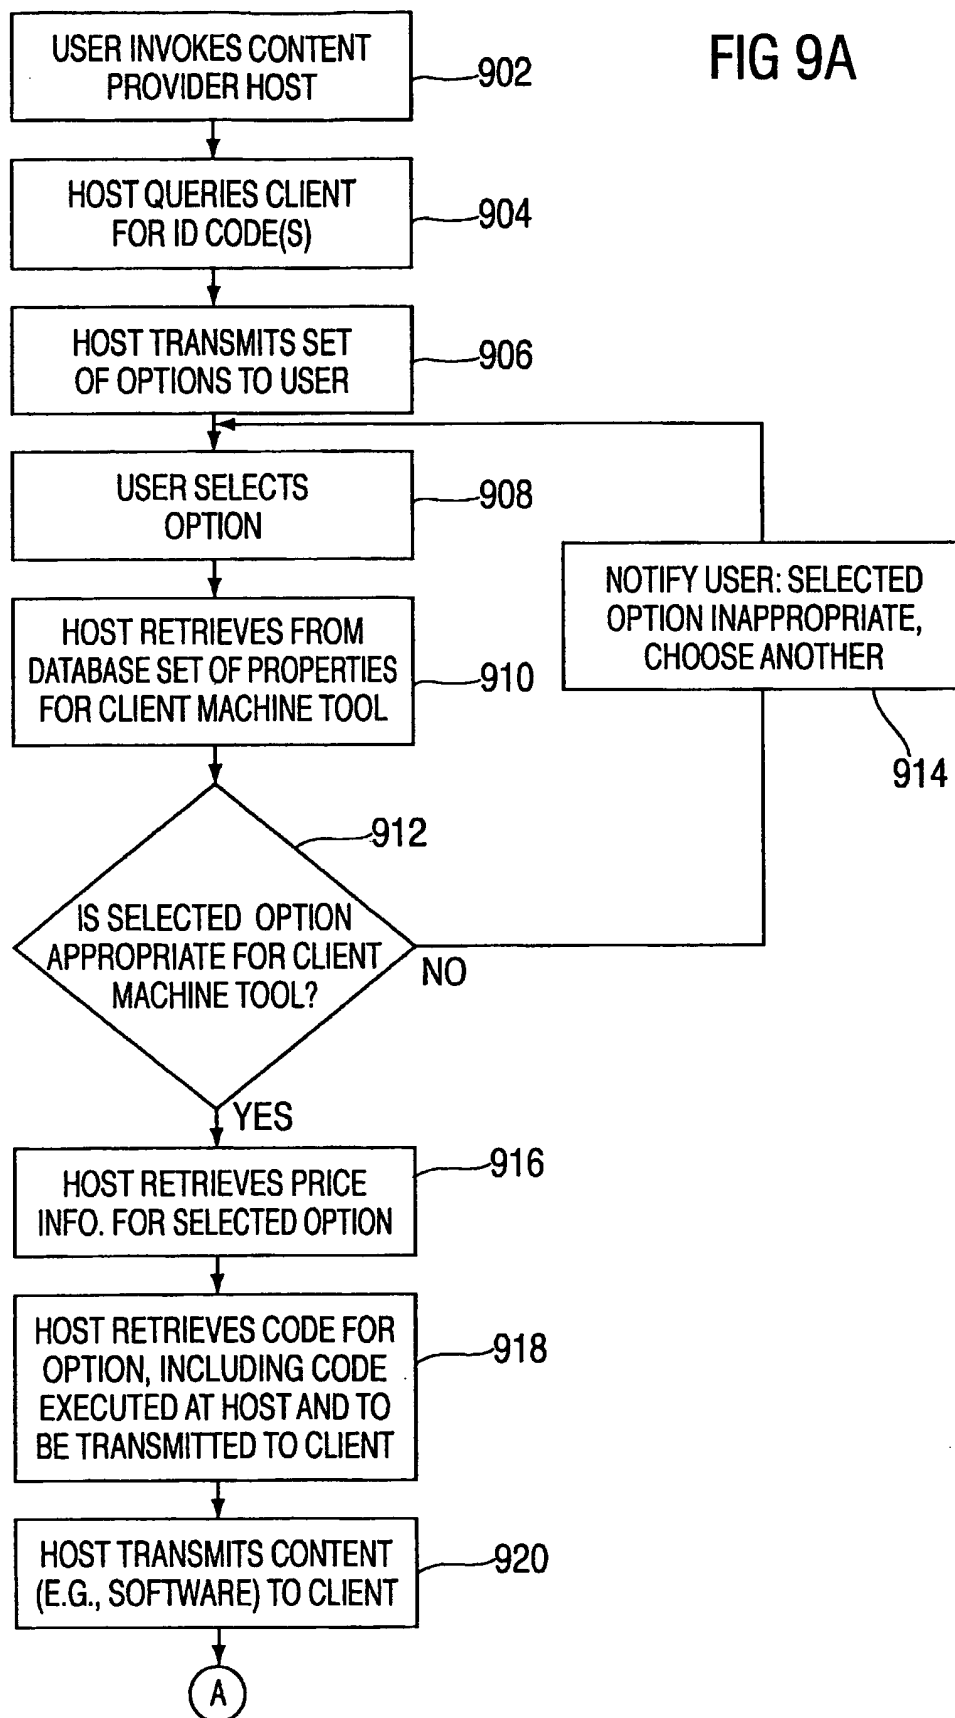 FIG 9A
USER INVOKES CONTENT
PROVIDER HOST
902
HOST QUERIES CLIENT
FOR ID CODE(S)
904
HOST TRANSMITS SET
OF OPTIONS TO USER
906
USER SELECTS
OPTION
908
HOST RETRIEVES FROM
DATABASE SET OF PROPERTIES
FOR CLIENT MACHINE TOOL
910
NOTIFY USER: SELECTED
OPTION INAPPROPRIATE,
CHOOSE ANOTHER
914
912
IS SELECTED OPTION
APPROPRIATE FOR CLIENT
MACHINE TOOL?
NO
YES
HOST RETRIEVES PRICE
INFO. FOR SELECTED OPTION
916
HOST RETRIEVES CODE FOR
OPTION, INCLUDING CODE
EXECUTED AT HOST AND TO
BE TRANSMITTED TO CLIENT
918
HOST TRANSMITS CONTENT
(E.G., SOFTWARE) TO CLIENT
920
A